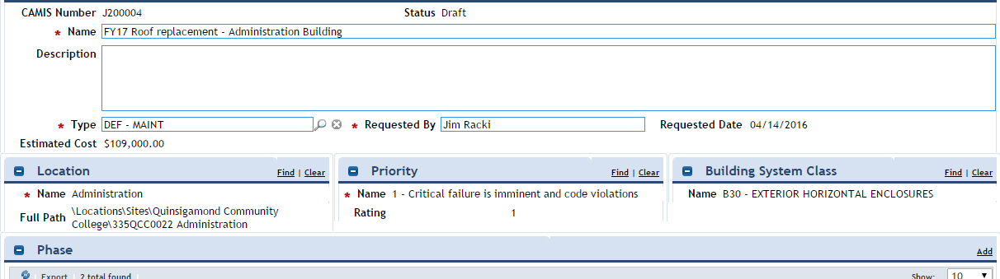 CAMIS Number J200004 Status Draft
* Name FY17 Roof replacement - Administration Building
Description
* Type DEF - MAINT * Requested By Jim Racki Requested Date 04/14/2016
Estimated Cost $109,000.00
Location Find | Clear Priority Find | Clear Building System Class Find | Clear
* Name Administration * Name 1 - Critical failure is imminent and code violations Name B30 - EXTERIOR HORIZONTAL ENCLOSURES
Full Path \Locations\Sites\Quinsigamond Community Rating 1
College\335QCC0022 Administration
Phase Add
Export | 2 total found Show: 10